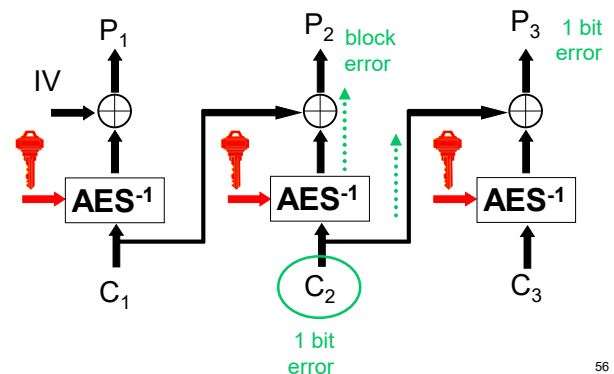 P₁
P₂
block
error
P₃
1 bit
error
IV
AES⁻¹
AES⁻¹
AES⁻¹
C₁
C₂
C₃
1 bit
error
56